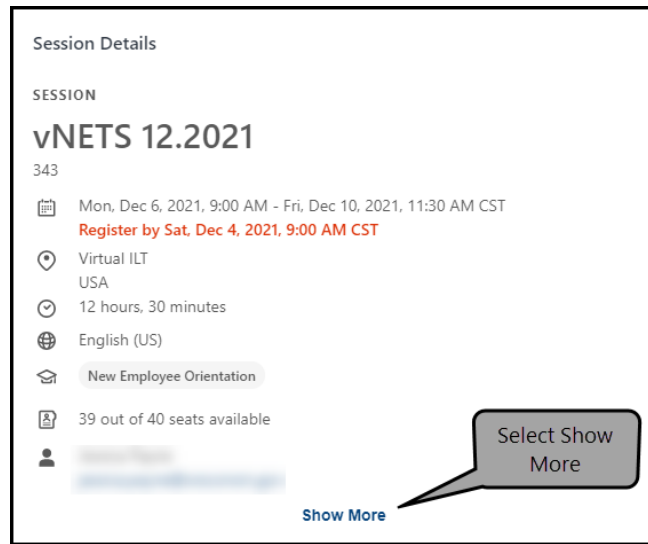 Session Details
SESSION
vNETS 12.2021
343
Mon, Dec 6, 2021, 9:00 AM - Fri, Dec 10, 2021, 11:30 AM CST
Register by Sat, Dec 4, 2021, 9:00 AM CST
Virtual ILT
USA
12 hours, 30 minutes
English (US)
New Employee Orientation
39 out of 40 seats available
Select Show
More
Show More